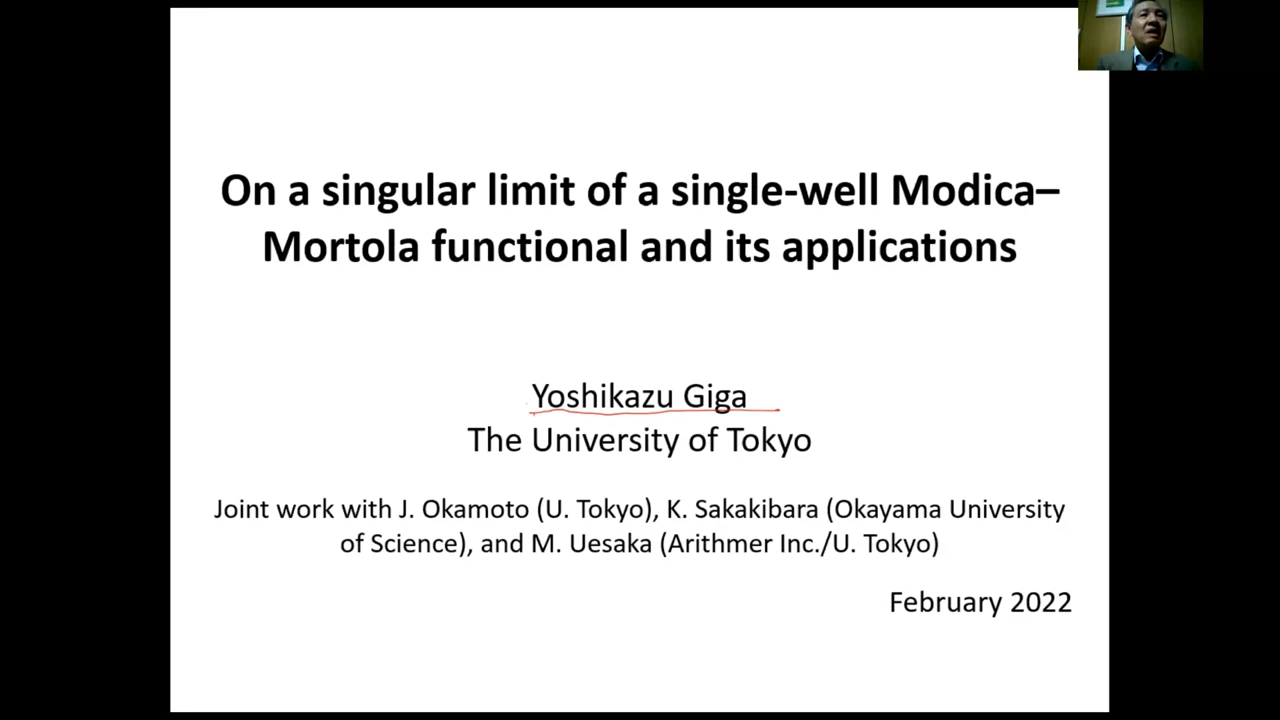 On a singular limit of a single-well Modica–
Mortola functional and its applications
Yoshikazu Giga
The University of Tokyo
Joint work with J. Okamoto (U. Tokyo), K. Sakakibara (Okayama University
of Science), and M. Uesaka (Arithmer Inc./U. Tokyo)
February 2022